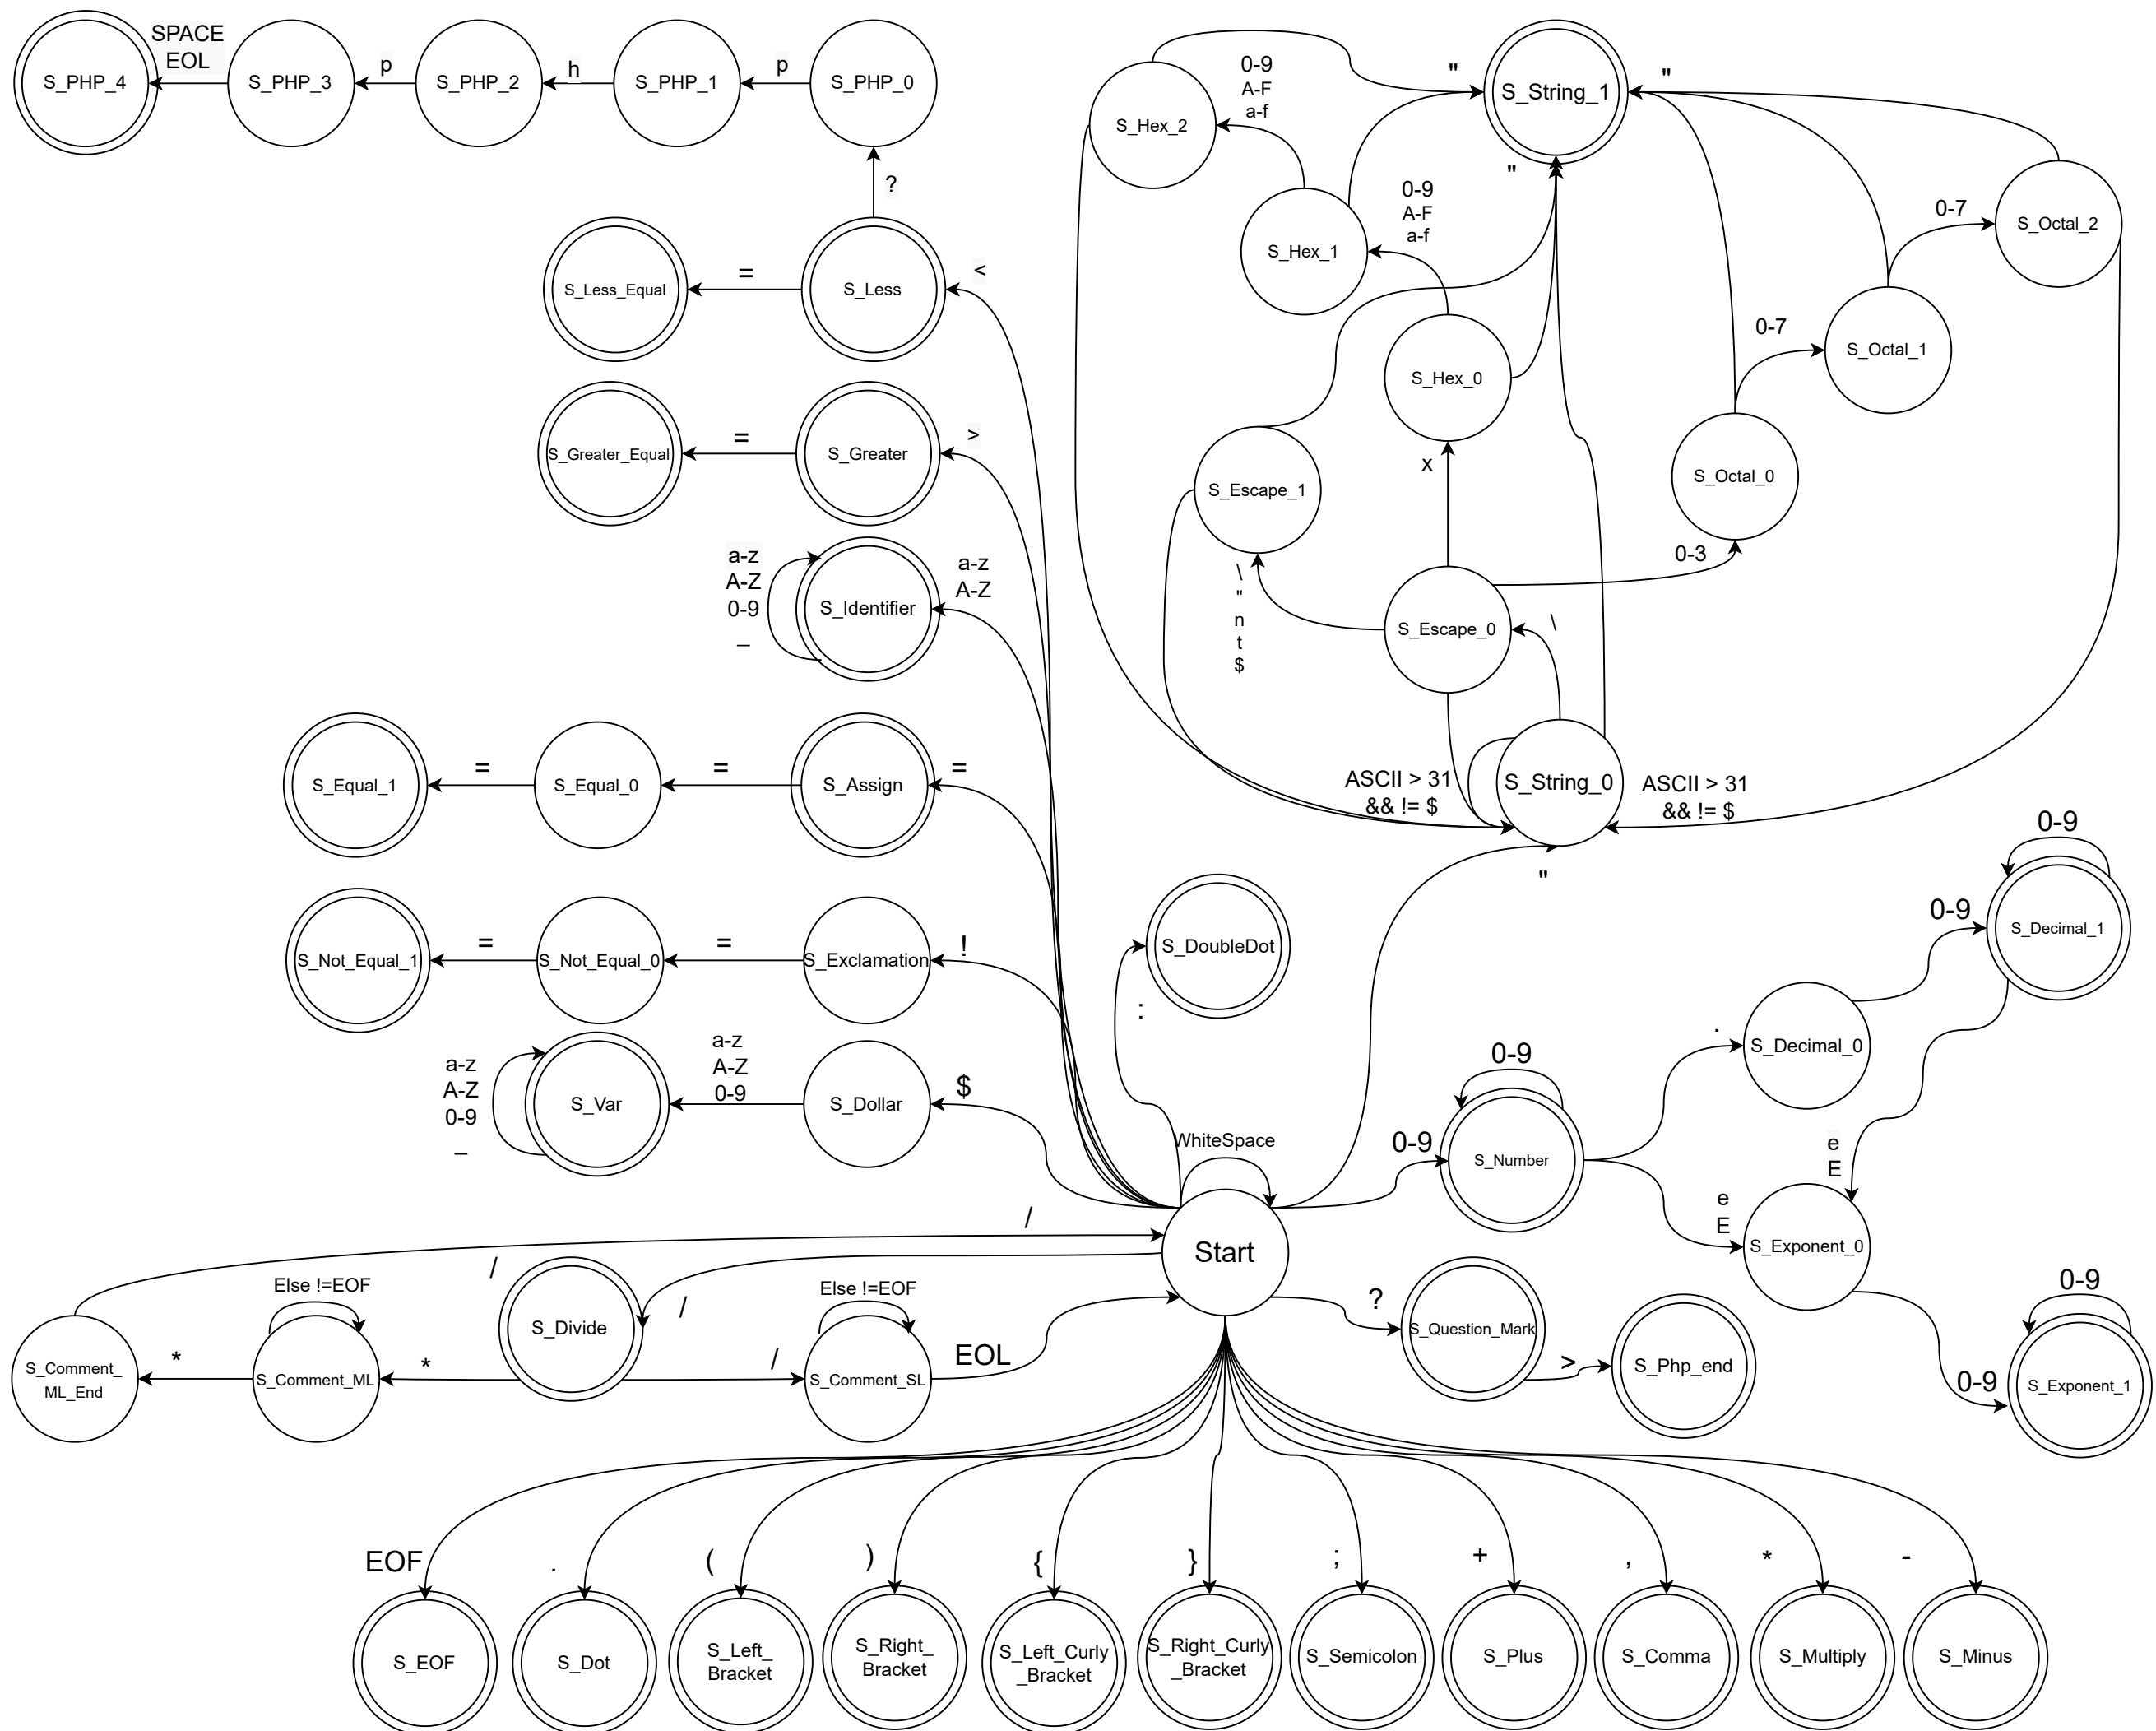 SPACE
EOL
S_PHP_4
S_PHP_3
p
S_PHP_2
h
S_PHP_1
p
S_PHP_0
?
S_Less_Equal
=
S_Less
<
S_Greater_Equal
=
S_Greater
>
a-z
A-Z
0-9
_
S_Identifier
a-z
A-Z
S_Equal_1
=
S_Equal_0
=
S_Assign
=
S_Not_Equal_1
=
S_Not_Equal_0
=
S_Exclamation
!
a-z
A-Z
0-9
_
S_Var
a-z
A-Z
0-9
S_Dollar
$
S_Hex_2
0-9
A-F
a-f
"
S_String_1
"
"
S_Hex_1
0-9
A-F
a-f
S_Hex_0
0-7
S_Octal_2
0-7
S_Octal_1
S_Octal_0
0-3
S_Escape_1
x
\
"
n
t
$
S_Escape_0
\
ASCII > 31
&& != $
S_String_0
ASCII > 31
&& != $
"
S_DoubleDot
:
WhiteSpace
Start
0-9
0-9
S_Number
.
S_Decimal_0
0-9
0-9
S_Decimal_1
e
E
e
E
S_Exponent_0
0-9
0-9
S_Exponent_1
?
S_Question_Mark
>
S_Php_end
/
/
/
S_Comment_
ML_End
*
Else !=EOF
S_Comment_ML
*
S_Divide
/
Else !=EOF
S_Comment_SL
EOL
EOF
.
(
)
{
}
;
+
,
*
-
S_EOF
S_Dot
S_Left_
Bracket
S_Right_
Bracket
S_Left_Curly
_Bracket
S_Right_Curly
_Bracket
S_Semicolon
S_Plus
S_Comma
S_Multiply
S_Minus